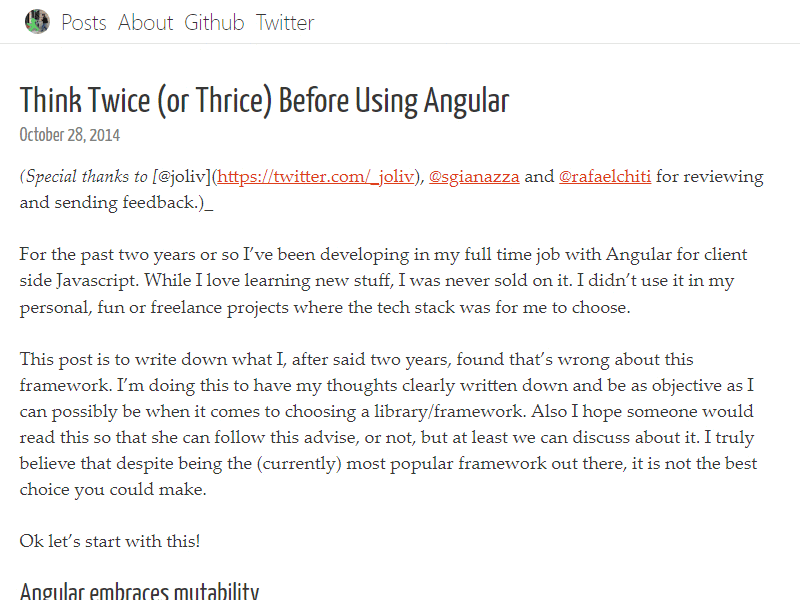 Posts About Github Twitter
Think Twice (or Thrice) Before Using Angular
October 28, 2014
(Special thanks to [@joliv](https://twitter.com/_joliv), @sgianazza and @rafaelchiti for reviewing
and sending feedback.)_
For the past two years or so I’ve been developing in my full time job with Angular for client
side Javascript. While I love learning new stuff, I was never sold on it. I didn’t use it in my
personal, fun or freelance projects where the tech stack was for me to choose.
This post is to write down what I, after said two years, found that’s wrong about this
framework. I’m doing this to have my thoughts clearly written down and be as objective as I
can possibly be when it comes to choosing a library/framework. Also I hope someone would
read this so that she can follow this advise, or not, but at least we can discuss about it. I truly
believe that despite being the (currently) most popular framework out there, it is not the best
choice you could make.
Ok let’s start with this!
Angular embraces mutability